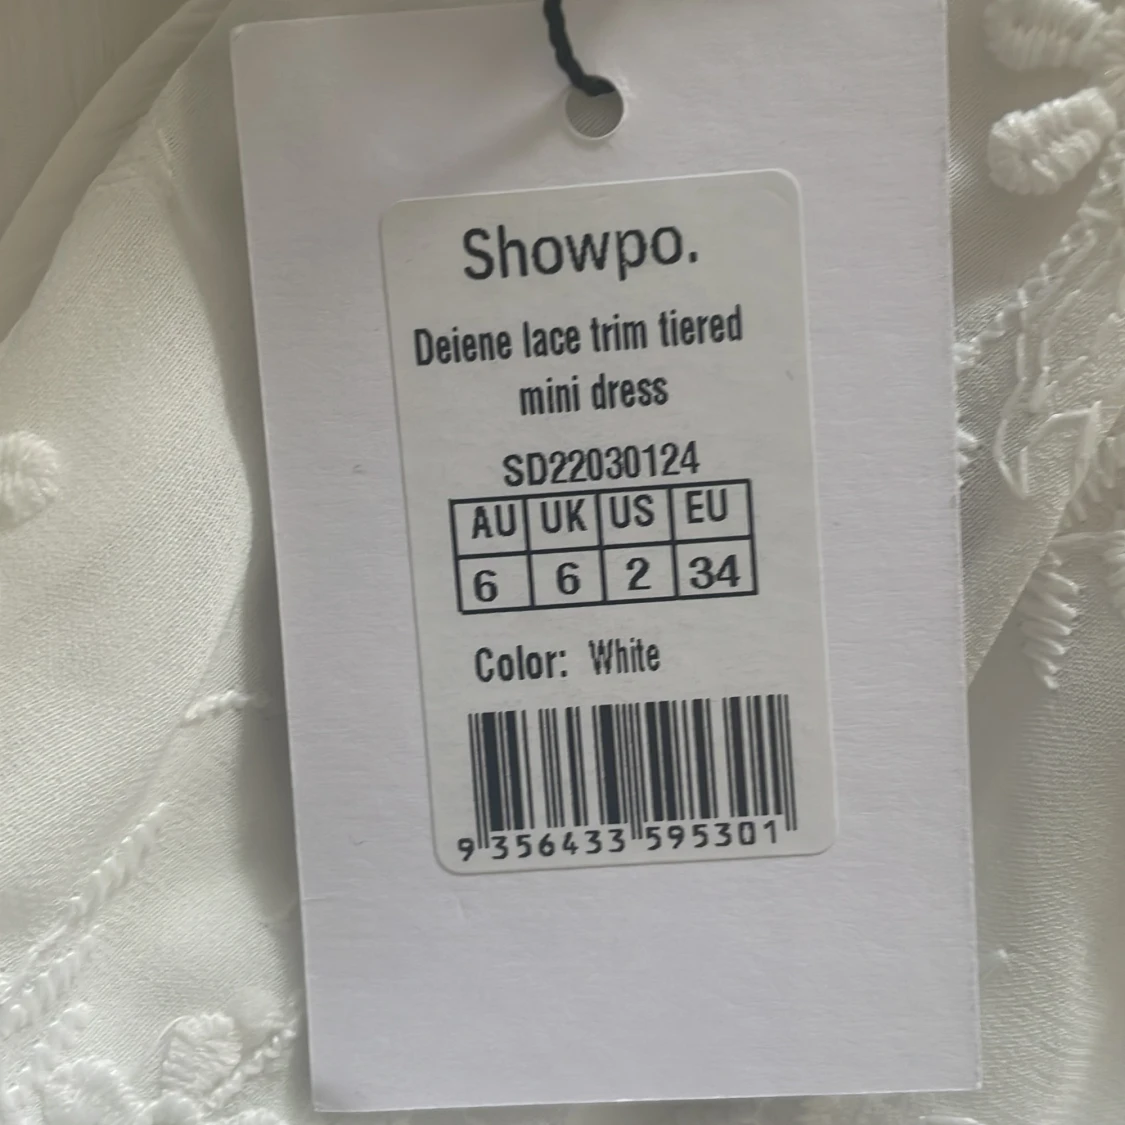 Showpo.
Deiene lace trim tiered
mini dress
SD22030124
AU UK US EU
6 6 2 34
Color: White
9 356433 595301